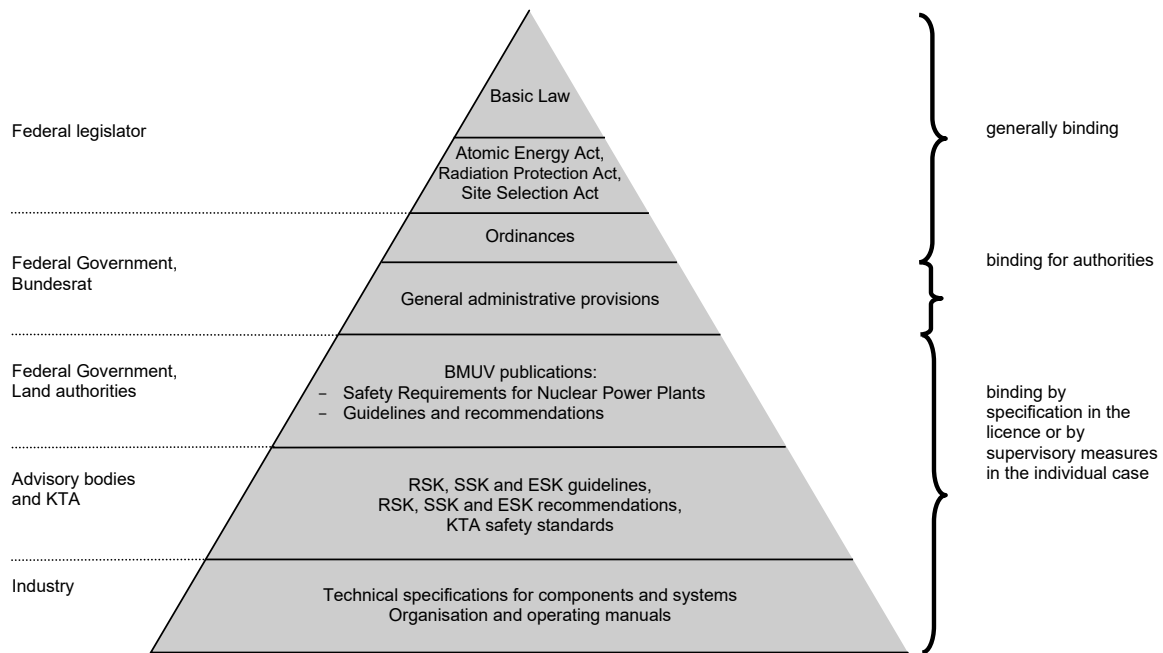 Basic Law
Federal legislator
generally binding
Atomic Energy Act,
Radiation Protection Act,
Site Selection Act
Ordinances
Federal Government,
Bundesrat
binding for authorities
General administrative provisions
Federal Government,
Land authorities
BMUV publications:
− Safety Requirements for Nuclear Power Plants
− Guidelines and recommendations
binding by
specification in the
licence or by
supervisory measures
in the individual case
Advisory bodies
and KTA
RSK, SSK and ESK guidelines,
RSK, SSK and ESK recommendations,
KTA safety standards
Industry
Technical specifications for components and systems
Organisation and operating manuals